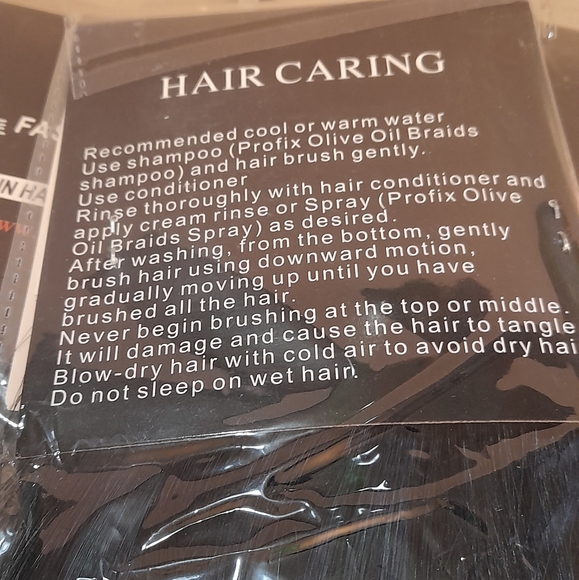 HAIR CARING
Recommended cool or warm water
Use shampoo (Profix Olive Oil Braids
shampoo) and hair brush gently.
Use conditioner
Rinse thoroughly with hair conditioner and
apply cream rinse or Spray (Profix Olive
Oil Braids Spray) as desired.
After washing, from the bottom, gently
brush hair using downward motion,
gradually moving up until you have
brushed all the hair.
Never begin brushing at the top or middle.
It will damage and cause the hair to tangle
Blow-dry hair with cold air to avoid dry hai
Do not sleep on wet hair.
FAS
N HA
ww